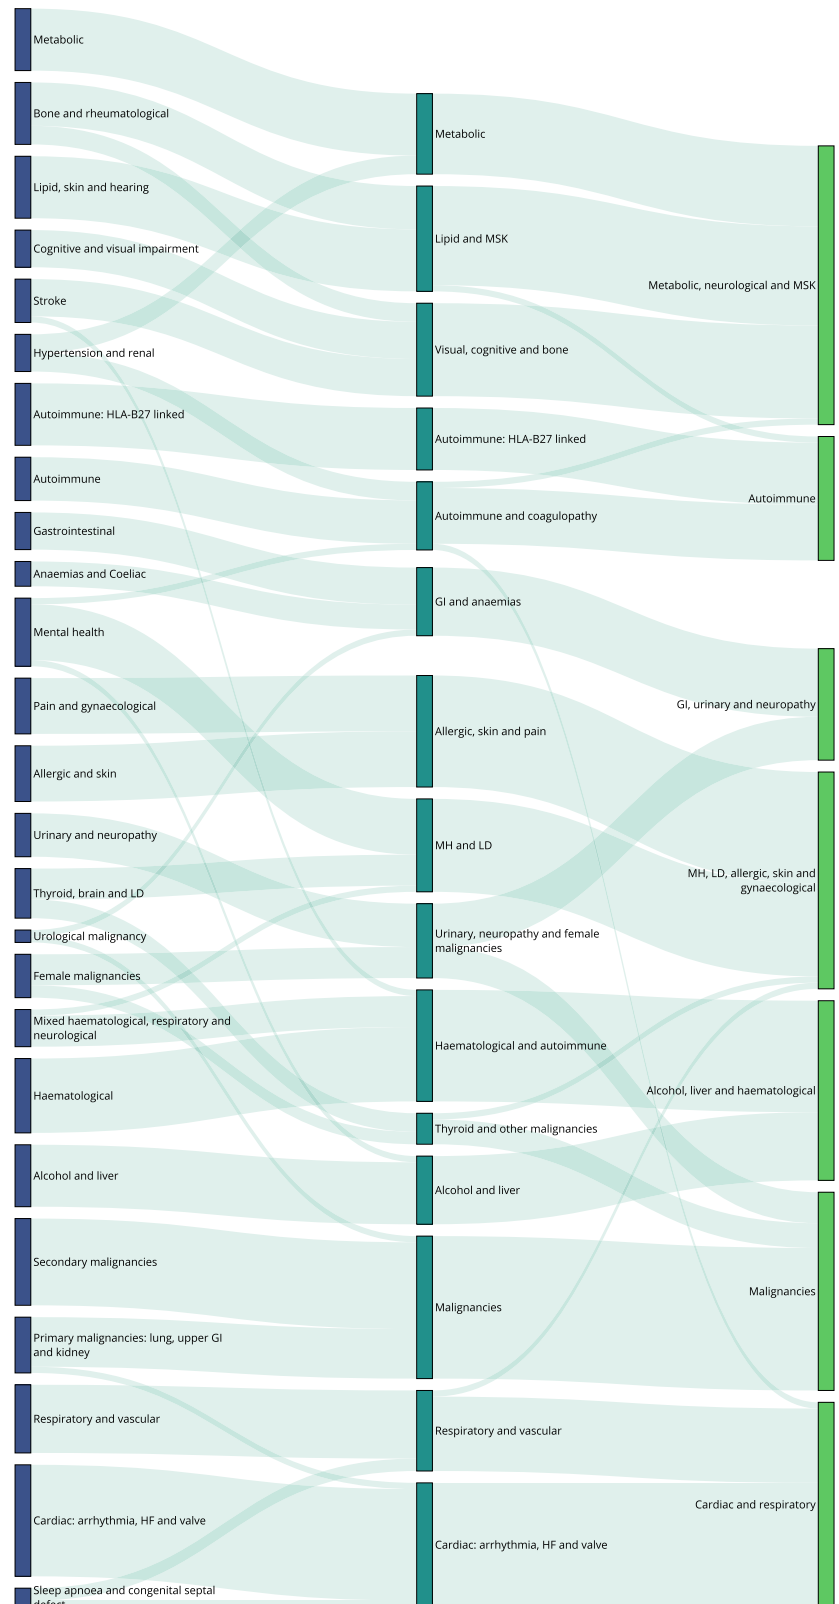 Metabolic
Bone and rheumatological
Lipid, skin and hearing
Cognitive and visual impairment
Stroke
Hypertension and renal
Autoimmune: HLA-B27 linked
Autoimmune
Gastrointestinal
Anaemias and Coeliac
Mental health
Pain and gynaecological
Allergic and skin
Urinary and neuropathy
Thyroid, brain and LD
Urological malignancy
Female malignancies
Mixed haematological, respiratory and
neurological
Haematological
Alcohol and liver
Secondary malignancies
Primary malignancies: lung, upper GI
and kidney
Respiratory and vascular
Cardiac: arrhythmia, HF and valve
Sleep apnoea and congenital septal
defect
Metabolic
Lipid and MSK
Visual, cognitive and bone
Autoimmune: HLA-B27 linked
Autoimmune and coagulopathy
GI and anaemias
Allergic, skin and pain
MH and LD
Urinary, neuropathy and female
malignancies
Haematological and autoimmune
Thyroid and other malignancies
Alcohol and liver
Malignancies
Respiratory and vascular
Cardiac: arrhythmia, HF and valve
Metabolic, neurological and MSK
Autoimmune
GI, urinary and neuropathy
MH, LD, allergic, skin and
gynaecological
Alcohol, liver and haematological
Malignancies
Cardiac and respiratory